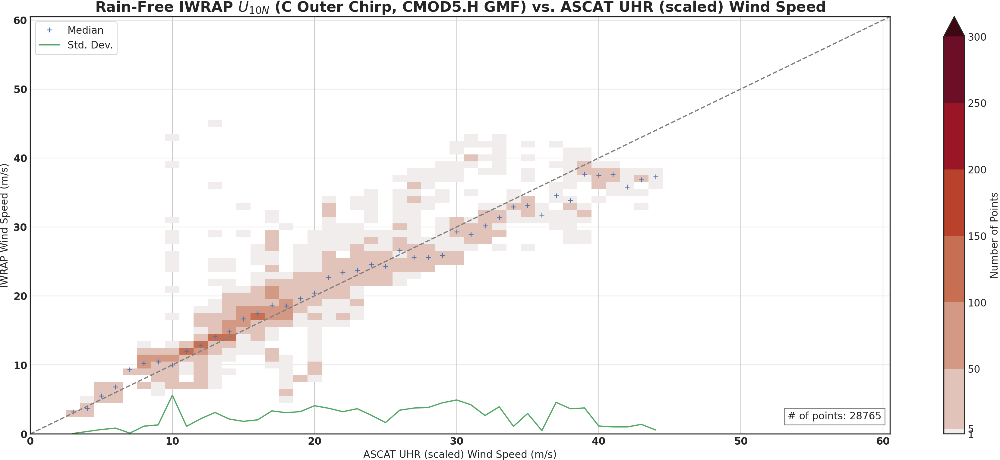 Rain-Free IWRAP U10N (C Outer Chirp, CMOD5.H GMF) vs. ASCAT UHR (scaled) Wind Speed
Median
Std. Dev.
IWRAP Wind Speed (m/s)
60
50
40
30
20
10
0
0 10 20 30 40 50 60
ASCAT UHR (scaled) Wind Speed (m/s)
# of points: 28765
300
250
200
150
100
50
5
1
Number of Points